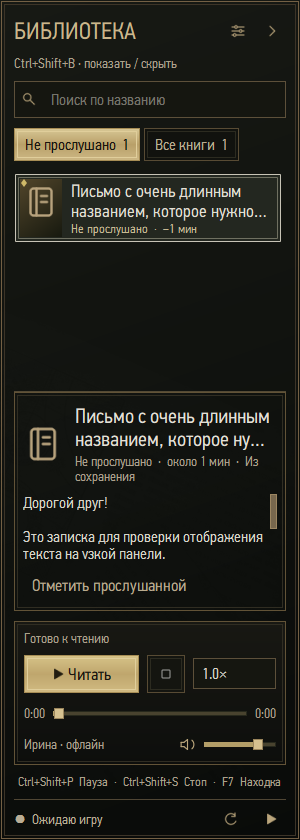 БИБЛИОТЕКА
Ctrl+Shift+B · показать / скрыть
Поиск по названию
Не прослушано 1
Все книги 1
Письмо с очень длинным
названием, которое нужно...
Не прослушано · ~1 мин
Письмо с очень длинным
названием, которое ну...
Не прослушано · около 1 мин · Из
сохранения
Дорогой друг!
Это записка для проверки отображения
текста на узкой панели.
Отметить прослушанной
Готово к чтению
Читать
1.0×
0:00
0:00
Ирина · офлайн
Ctrl+Shift+P Пауза · Ctrl+Shift+S Стоп · F7 Находка
Ожидаю игру